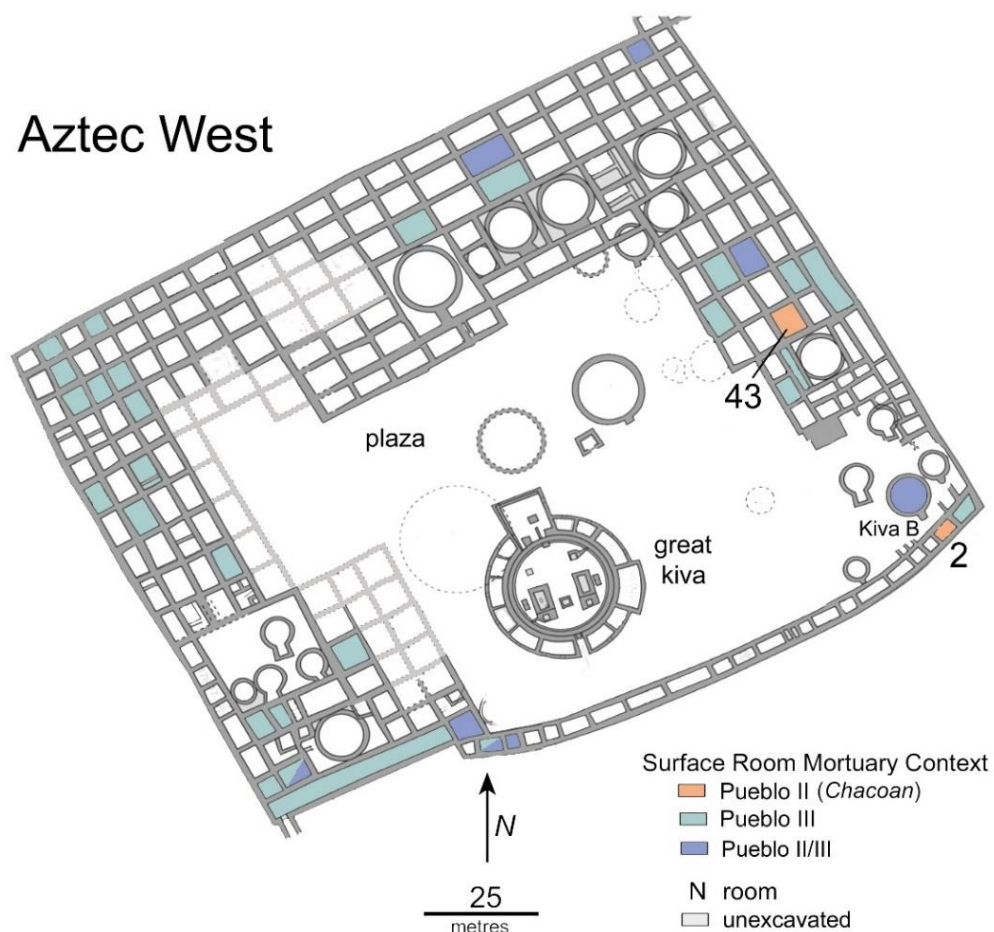 Aztec West
plaza
43
great
kiva
Kiva B
2
N
25
metres
Surface Room Mortuary Context
Pueblo II (Chacoan)
Pueblo III
Pueblo II/III
N room
unexcavated